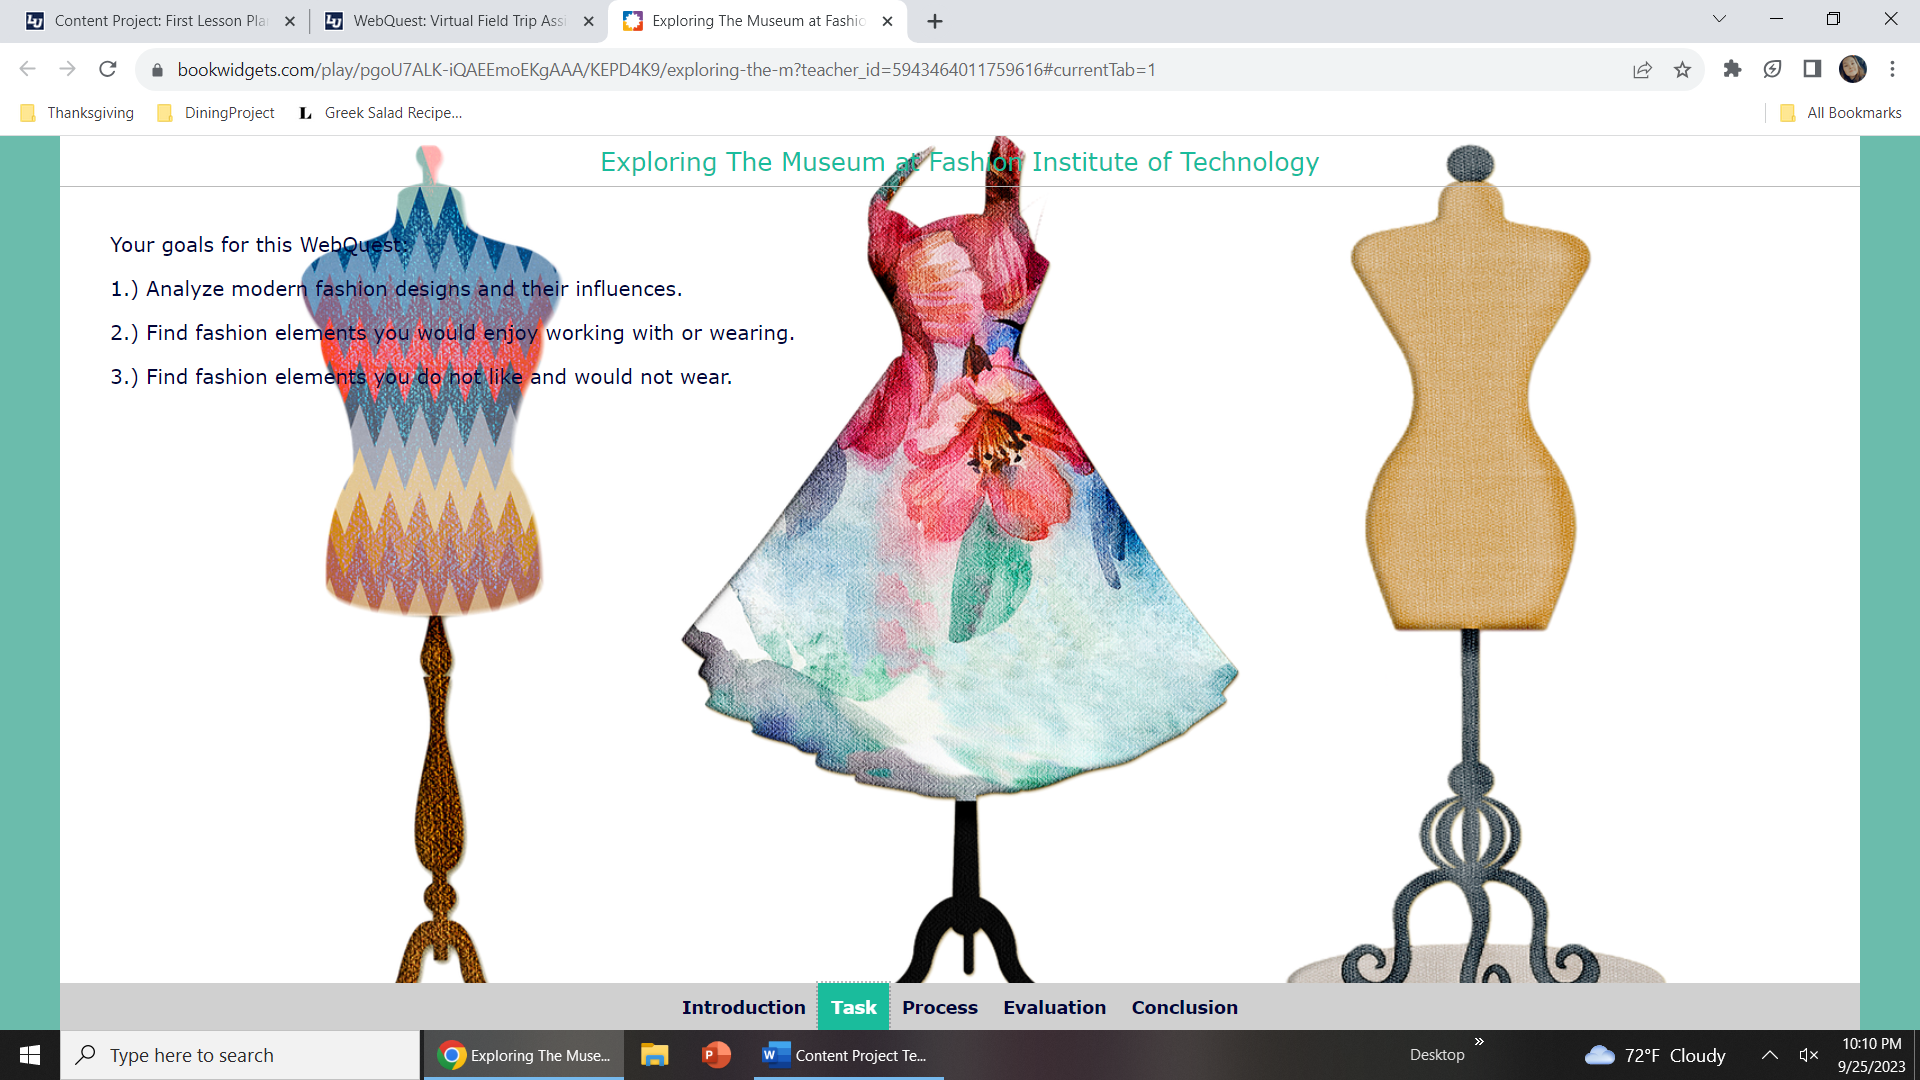 Content Project: First Lesson Pla
WebQuest: Virtual Field Trip Assi
Exploring The Museum at Fashio
bookwidgets.com/play/pgoU7ALK-iQAEEmoEKgAAA/KEPD4K9/exploring-the-m?teacher_id=5943464011759616#currentTab=1
Thanksgiving
DiningProject
L Greek Salad Recipe...
All Bookmarks
Exploring The Museum at Fashion Institute of Technology
Your goals for this WebQuest:
1.) Analyze modern fashion designs and their influences.
2.) Find fashion elements you would enjoy working with or wearing.
3.) Find fashion elements you do not like and would not wear.
Introduction Task Process Evaluation Conclusion
Type here to search
Exploring The Muse...
Content Project Te...
Desktop
72°F Cloudy
10:10 PM
9/25/2023